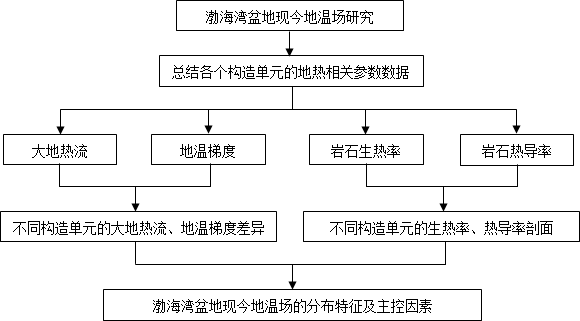 渤海湾盆地现今地温场研究
总结各个构造单元的地热相关参数数据
大地热流
地温梯度
岩石生热率
岩石热导率
不同构造单元的大地热流、地温梯度差异
不同构造单元的生热率、热导率剖面
渤海湾盆地现今地温场的分布特征及主控因素